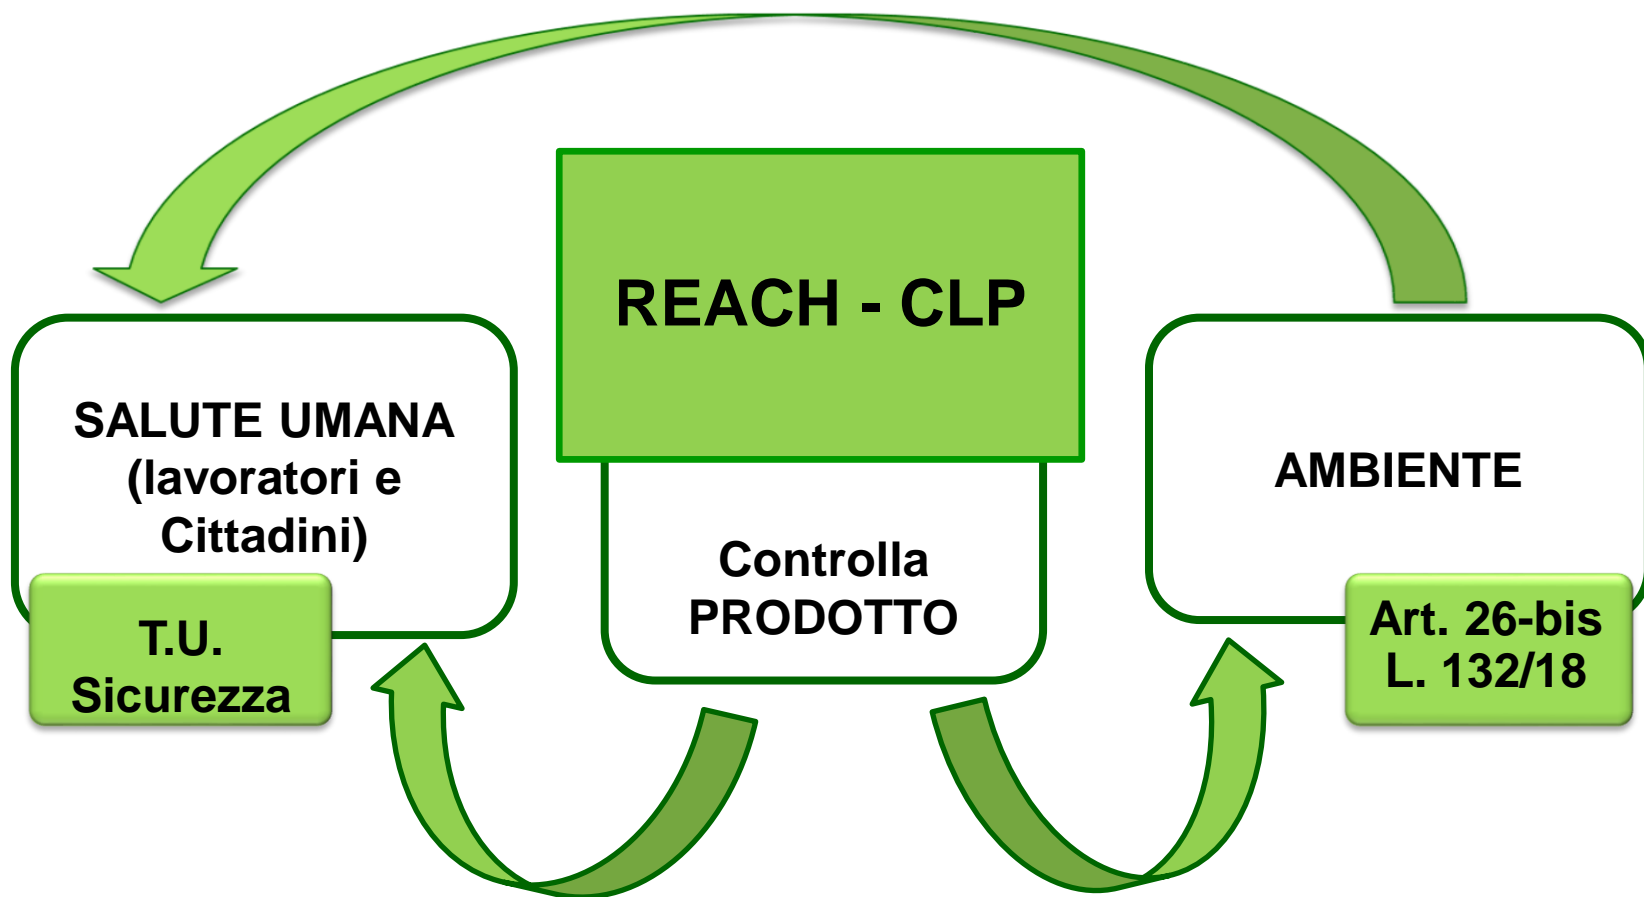 REACH - CLP
SALUTE UMANA
(lavoratori e
Cittadini)
T.U.
Sicurezza
Controlla
PRODOTTO
AMBIENTE
Art. 26-bis
L. 132/18